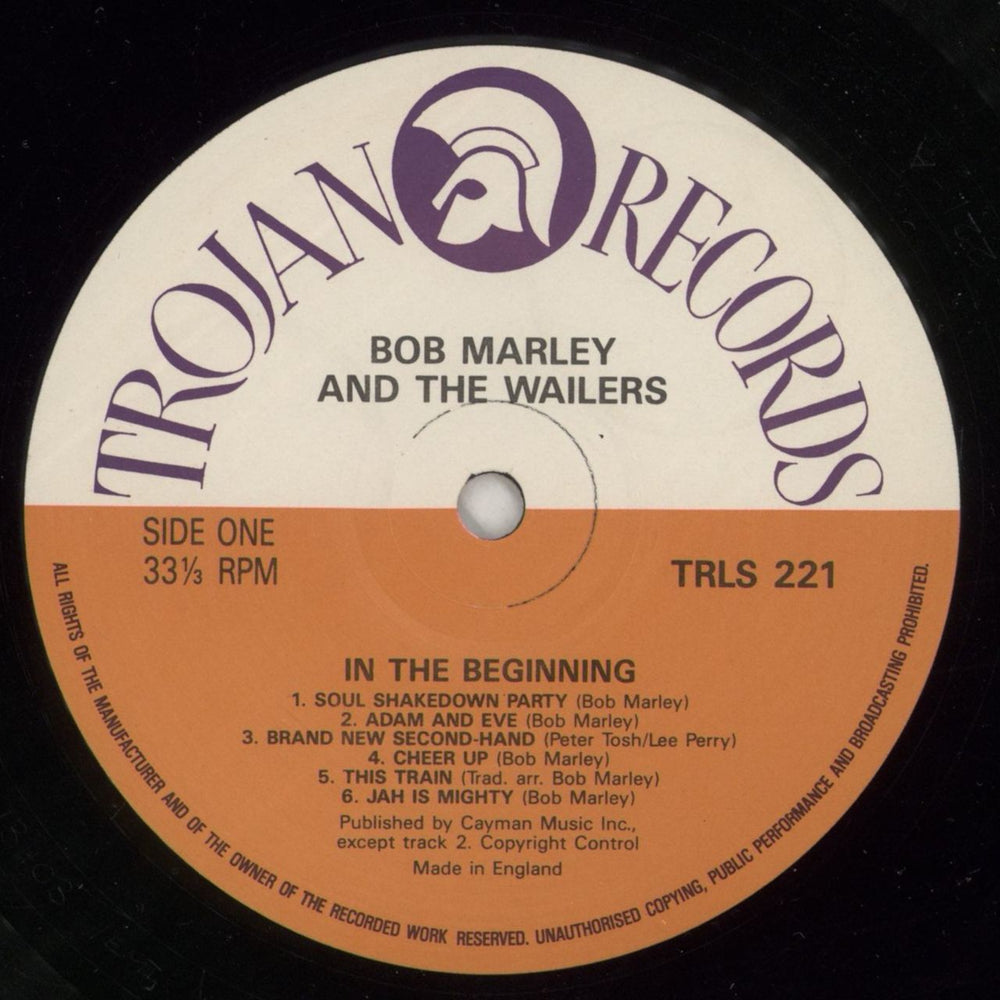 TROJAN RECORDS
BOB MARLEY
AND THE WAILERS
SIDE ONE
33⅓ RPM
TRLS 221
IN THE BEGINNING
1. SOUL SHAKEDOWN PARTY (Bob Marley)
2. ADAM AND EVE (Bob Marley)
3. BRAND NEW SECOND-HAND (Peter Tosh/Lee Perry)
4. CHEER UP (Bob Marley)
5. THIS TRAIN (Trad. arr. Bob Marley)
6. JAH IS MIGHTY (Bob Marley)
Published by Cayman Music Inc.,
except track 2. Copyright Control
Made in England
ALL RIGHTS OF THE MANUFACTURER AND OF THE OWNER OF THE RECORDED WORK RESERVED. UNAUTHORISED COPYING, PUBLIC PERFORMANCE AND BROADCASTING PROHIBITED.